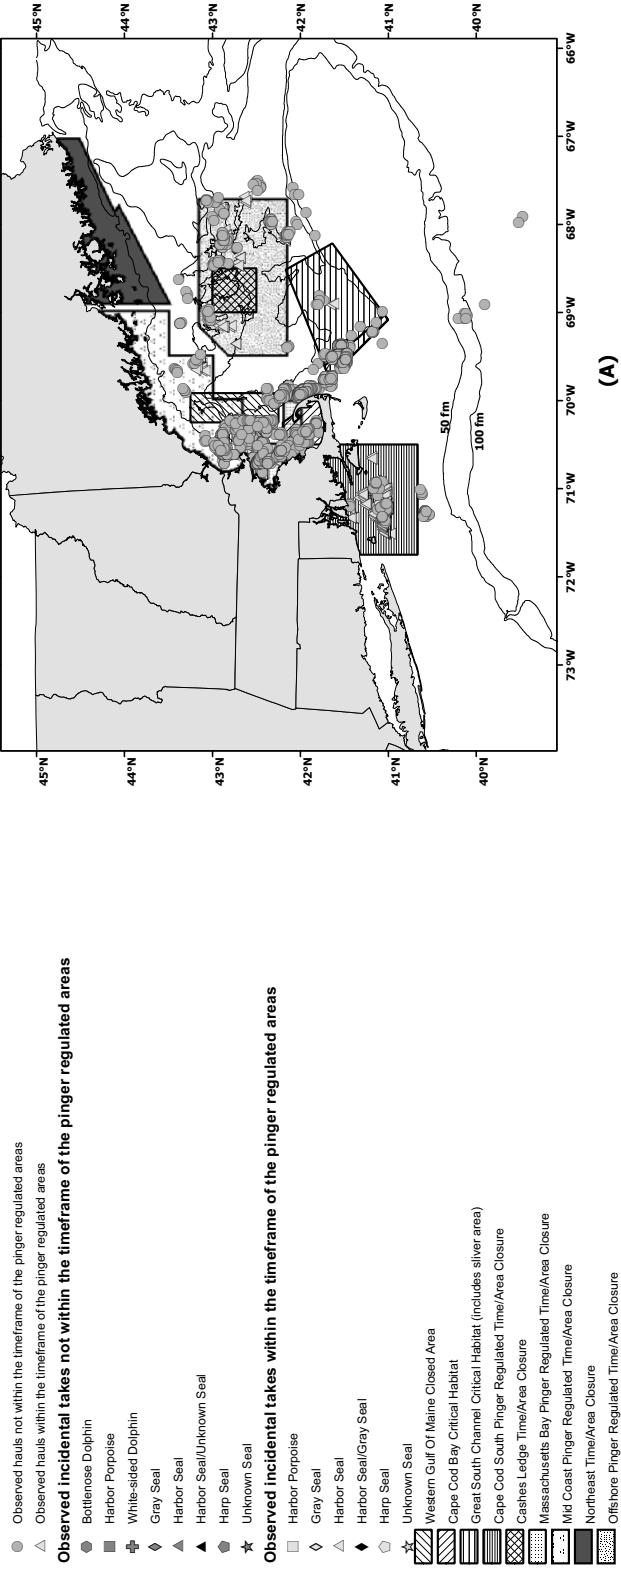 Observed hauls not within the timeframe of the pinger regulated areas
Observed hauls within the timeframe of the pinger regulated areas
Observed incidental takes not within the timeframe of the pinger regulated areas
Bottlenose Dolphin
Harbor Porpoise
White-sided Dolphin
Gray Seal
Harbor Seal
Harbor Seal/Unknown Seal
Harp Seal
Unknown Seal
Observed incidental takes within the timeframe of the pinger regulated areas
Harbor Porpoise
Gray Seal
Harbor Seal
Harbor Seal/Gray Seal
Harp Seal
Unknown Seal
Western Gulf Of Maine Closed Area
Cape Cod Bay Critical Habitat
Great South Channel Critical Habitat (includes sliver area)
Cape Cod South Pinger Regulated Time/Area Closure
Cashes Ledge Time/Area Closure
Massachusetts Bay Pinger Regulated Time/Area Closure
Mid Coast Pinger Regulated Time/Area Closure
Northeast Time/Area Closure
Offshore Pinger Regulated Time/Area Closure
45°N
44°N
43°N
42°N
41°N
40°N
45°N
44°N
43°N
42°N
41°N
40°N
73°W
72°W
71°W
70°W
69°W
68°W
67°W
66°W
50 fm
100 fm
(A)